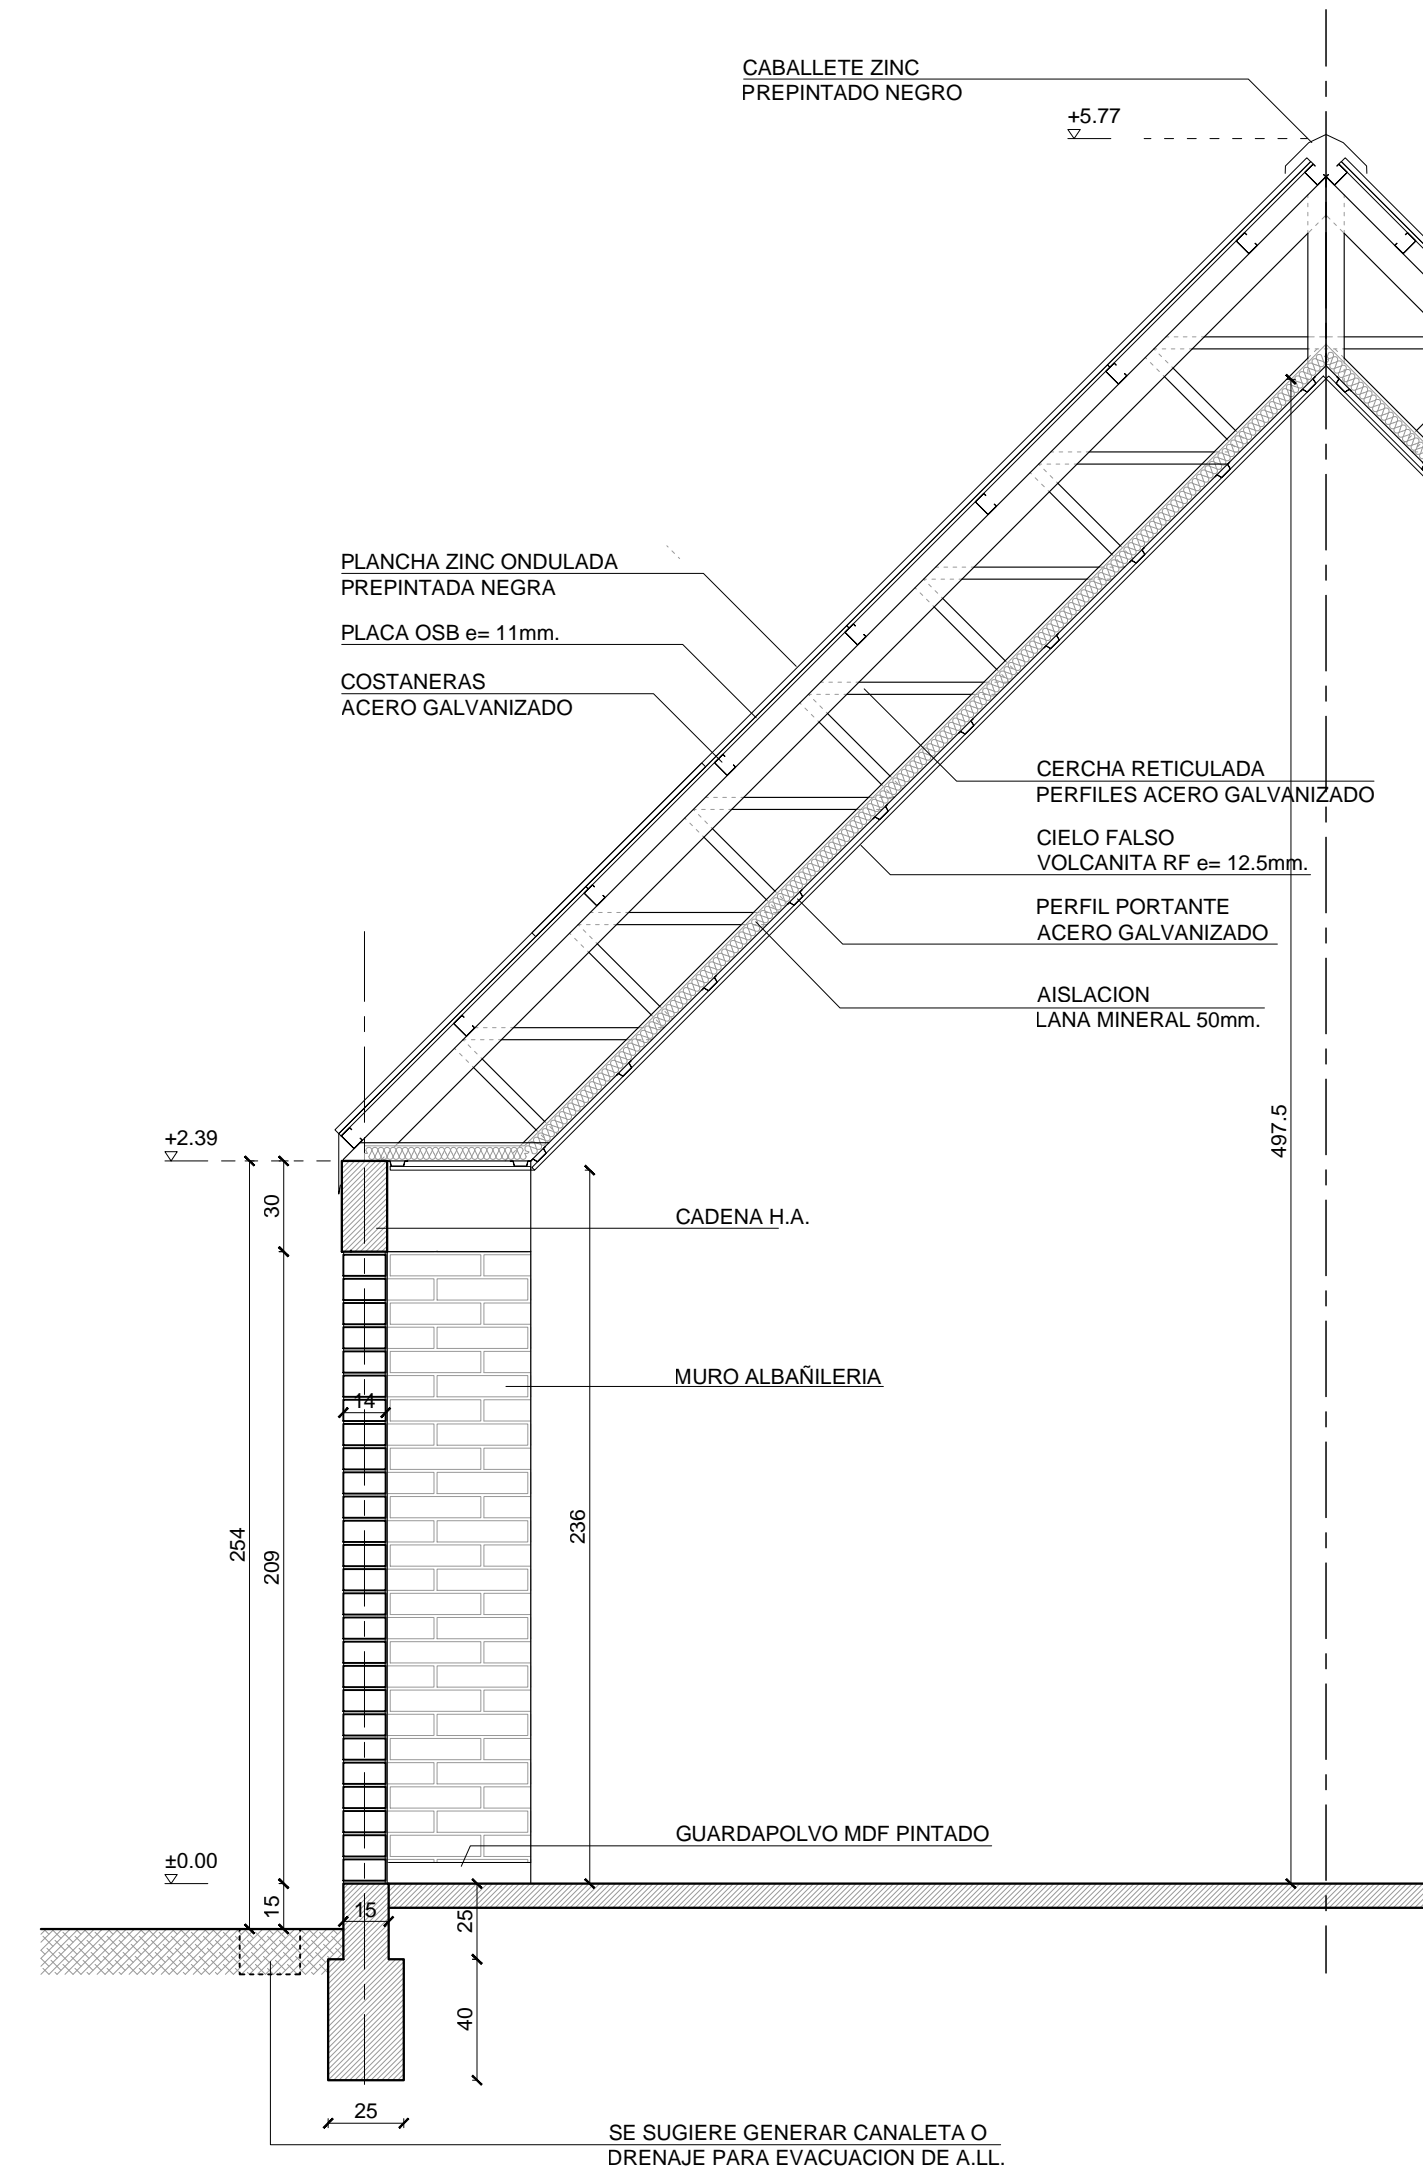 CABALLETE ZINC
PREPINTADO NEGRO
+5.77
PLANCHA ZINC ONDULADA
PREPINTADA NEGRA
PLACA OSB e= 11mm.
COSTANERAS
ACERO GALVANIZADO
CERCHA RETICULADA
PERFILES ACERO GALVANIZADO
CIELO FALSO
VOLCANITA RF e= 12.5mm.
PERFIL PORTANTE
ACERO GALVANIZADO
AISLACION
LANA MINERAL 50mm.
497.5
+2.39
30
CADENA H.A.
MURO ALBAÑILERIA
14
254
209
236
GUARDAPOLVO MDF PINTADO
±0.00
15
15
25
40
25
SE SUGIERE GENERAR CANALETA O
DRENAJE PARA EVACUACION DE A.LL.